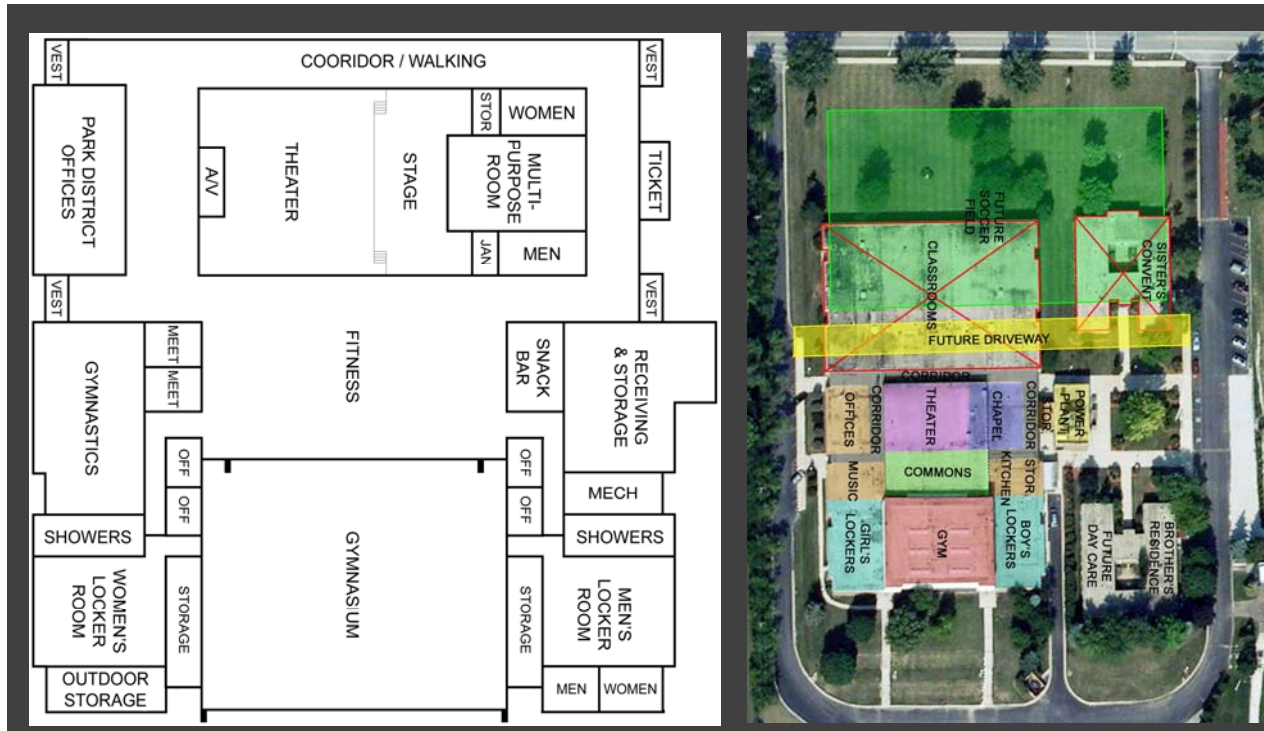 VEST
COORIDOR / WALKING
VEST
PARK DISTRICT
OFFICES
A/V
THEATER
STAGE
STOR
WOMEN
MULTI-
PURPOSE
ROOM
JAN
MEN
TICKET
VEST
VEST
GYMNASTICS
MEET
MEET
FITNESS
SNACK
BAR
RECEIVING
& STORAGE
OFF
OFF
OFF
OFF
MECH
SHOWERS
SHOWERS
GYMNASIUM
WOMEN'S
LOCKER
ROOM
STORAGE
STORAGE
MEN'S
LOCKER
ROOM
OUTDOOR
STORAGE
MEN
WOMEN
FUTURE
SOCCER
FIELD
CLASSROOMS
SISTER'S
CONVENT
FUTURE DRIVEWAY
CORRIDOR
OFFICES
CORRIDOR
THEATER
CHAPEL
CORRIDOR
STOR
POWER
PLANT
MUSIC
COMMONS
KITCHEN
STOR.
GIRL'S
LOCKERS
GYM
BOY'S
LOCKERS
FUTURE
DAY CARE
BROTHER'S
RESIDENCE